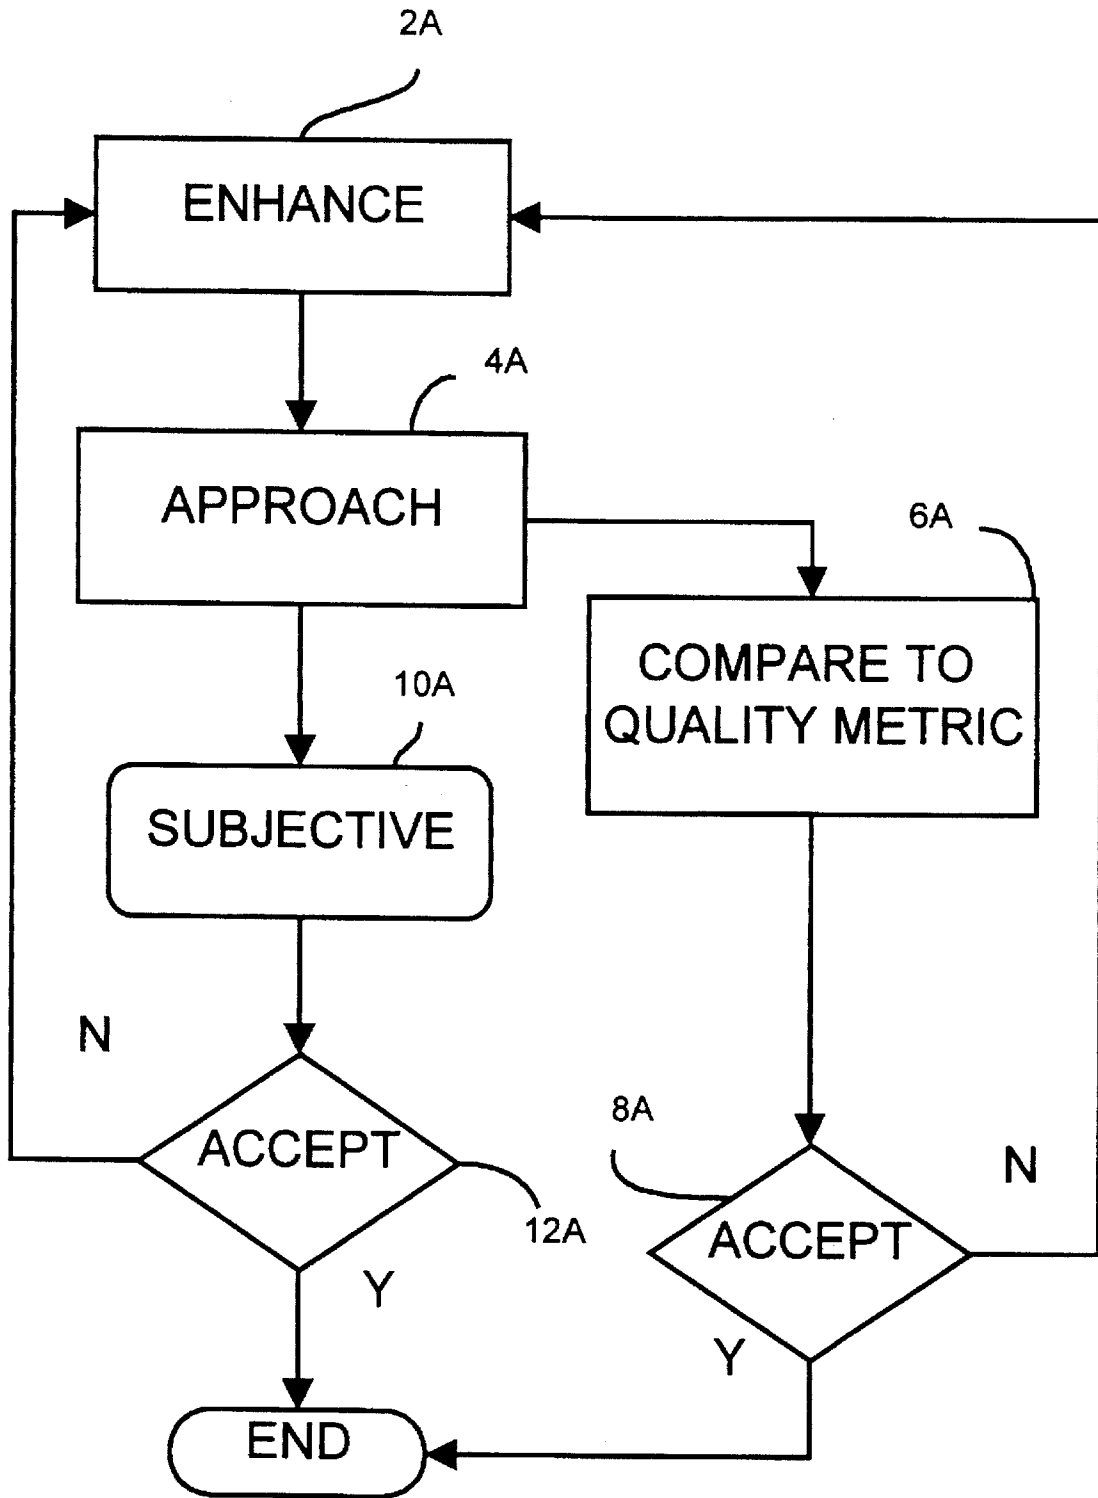 2A
ENHANCE
4A
APPROACH
6A
COMPARE TO
QUALITY METRIC
10A
SUBJECTIVE
N
ACCEPT
12A
Y
8A
N
ACCEPT
Y
END